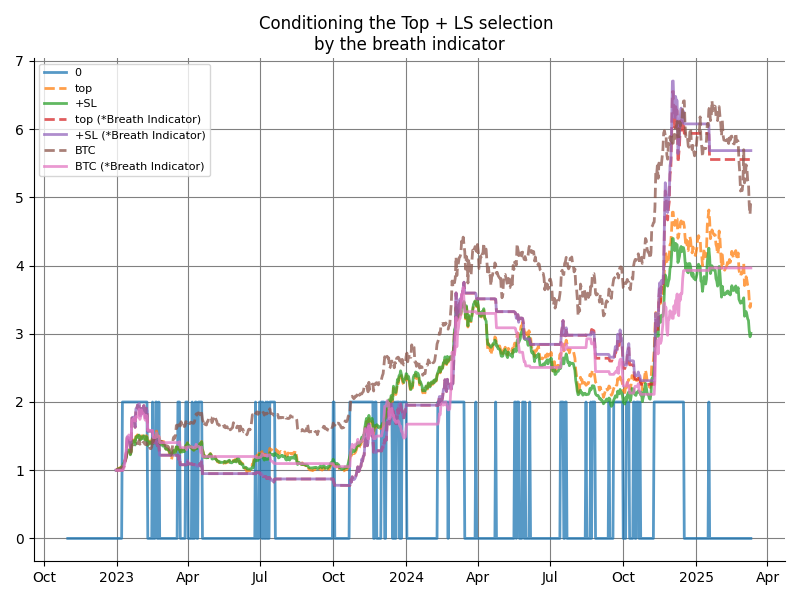 Conditioning the Top + LS selection
by the breath indicator
7
6
5
4
3
2
1
0
0
top
+SL
top (*Breath Indicator)
+SL (*Breath Indicator)
BTC
BTC (*Breath Indicator)
Oct
2023
Apr
Jul
Oct
2024
Apr
Jul
Oct
2025
Apr